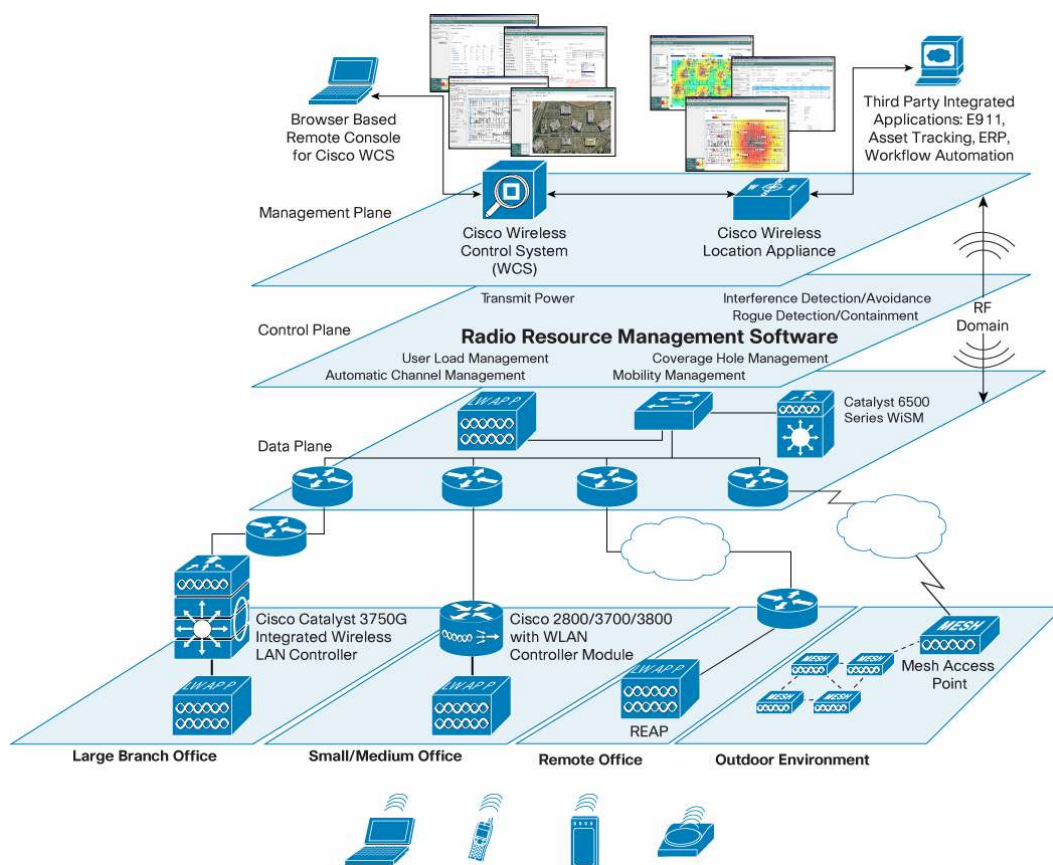 Browser Based
Remote Console
for Cisco WCS
Third Party Integrated
Applications: E911,
Asset Tracking, ERP,
Workflow Automation
Management Plane
Cisco Wireless
Control System
(WCS)
Cisco Wireless
Location Appliance
Transmit Power
Interference Detection/Avoidance
Rogue Detection/Containment
RF
Domain
Control Plane
Radio Resource Management Software
User Load Management
Coverage Hole Management
Automatic Channel Management
Mobility Management
LWAPP
Catalyst 6500
Series WiSM
Data Plane
Cisco Catalyst 3750G
Integrated Wireless
LAN Controller
Cisco 2800/3700/3800
with WLAN
Controller Module
MESH
Mesh Access
Point
MESH
MESH
MESH
MESH
LWAPP
LWAPP
LWAPP
REAP
Large Branch Office
Small/Medium Office
Remote Office
Outdoor Environment